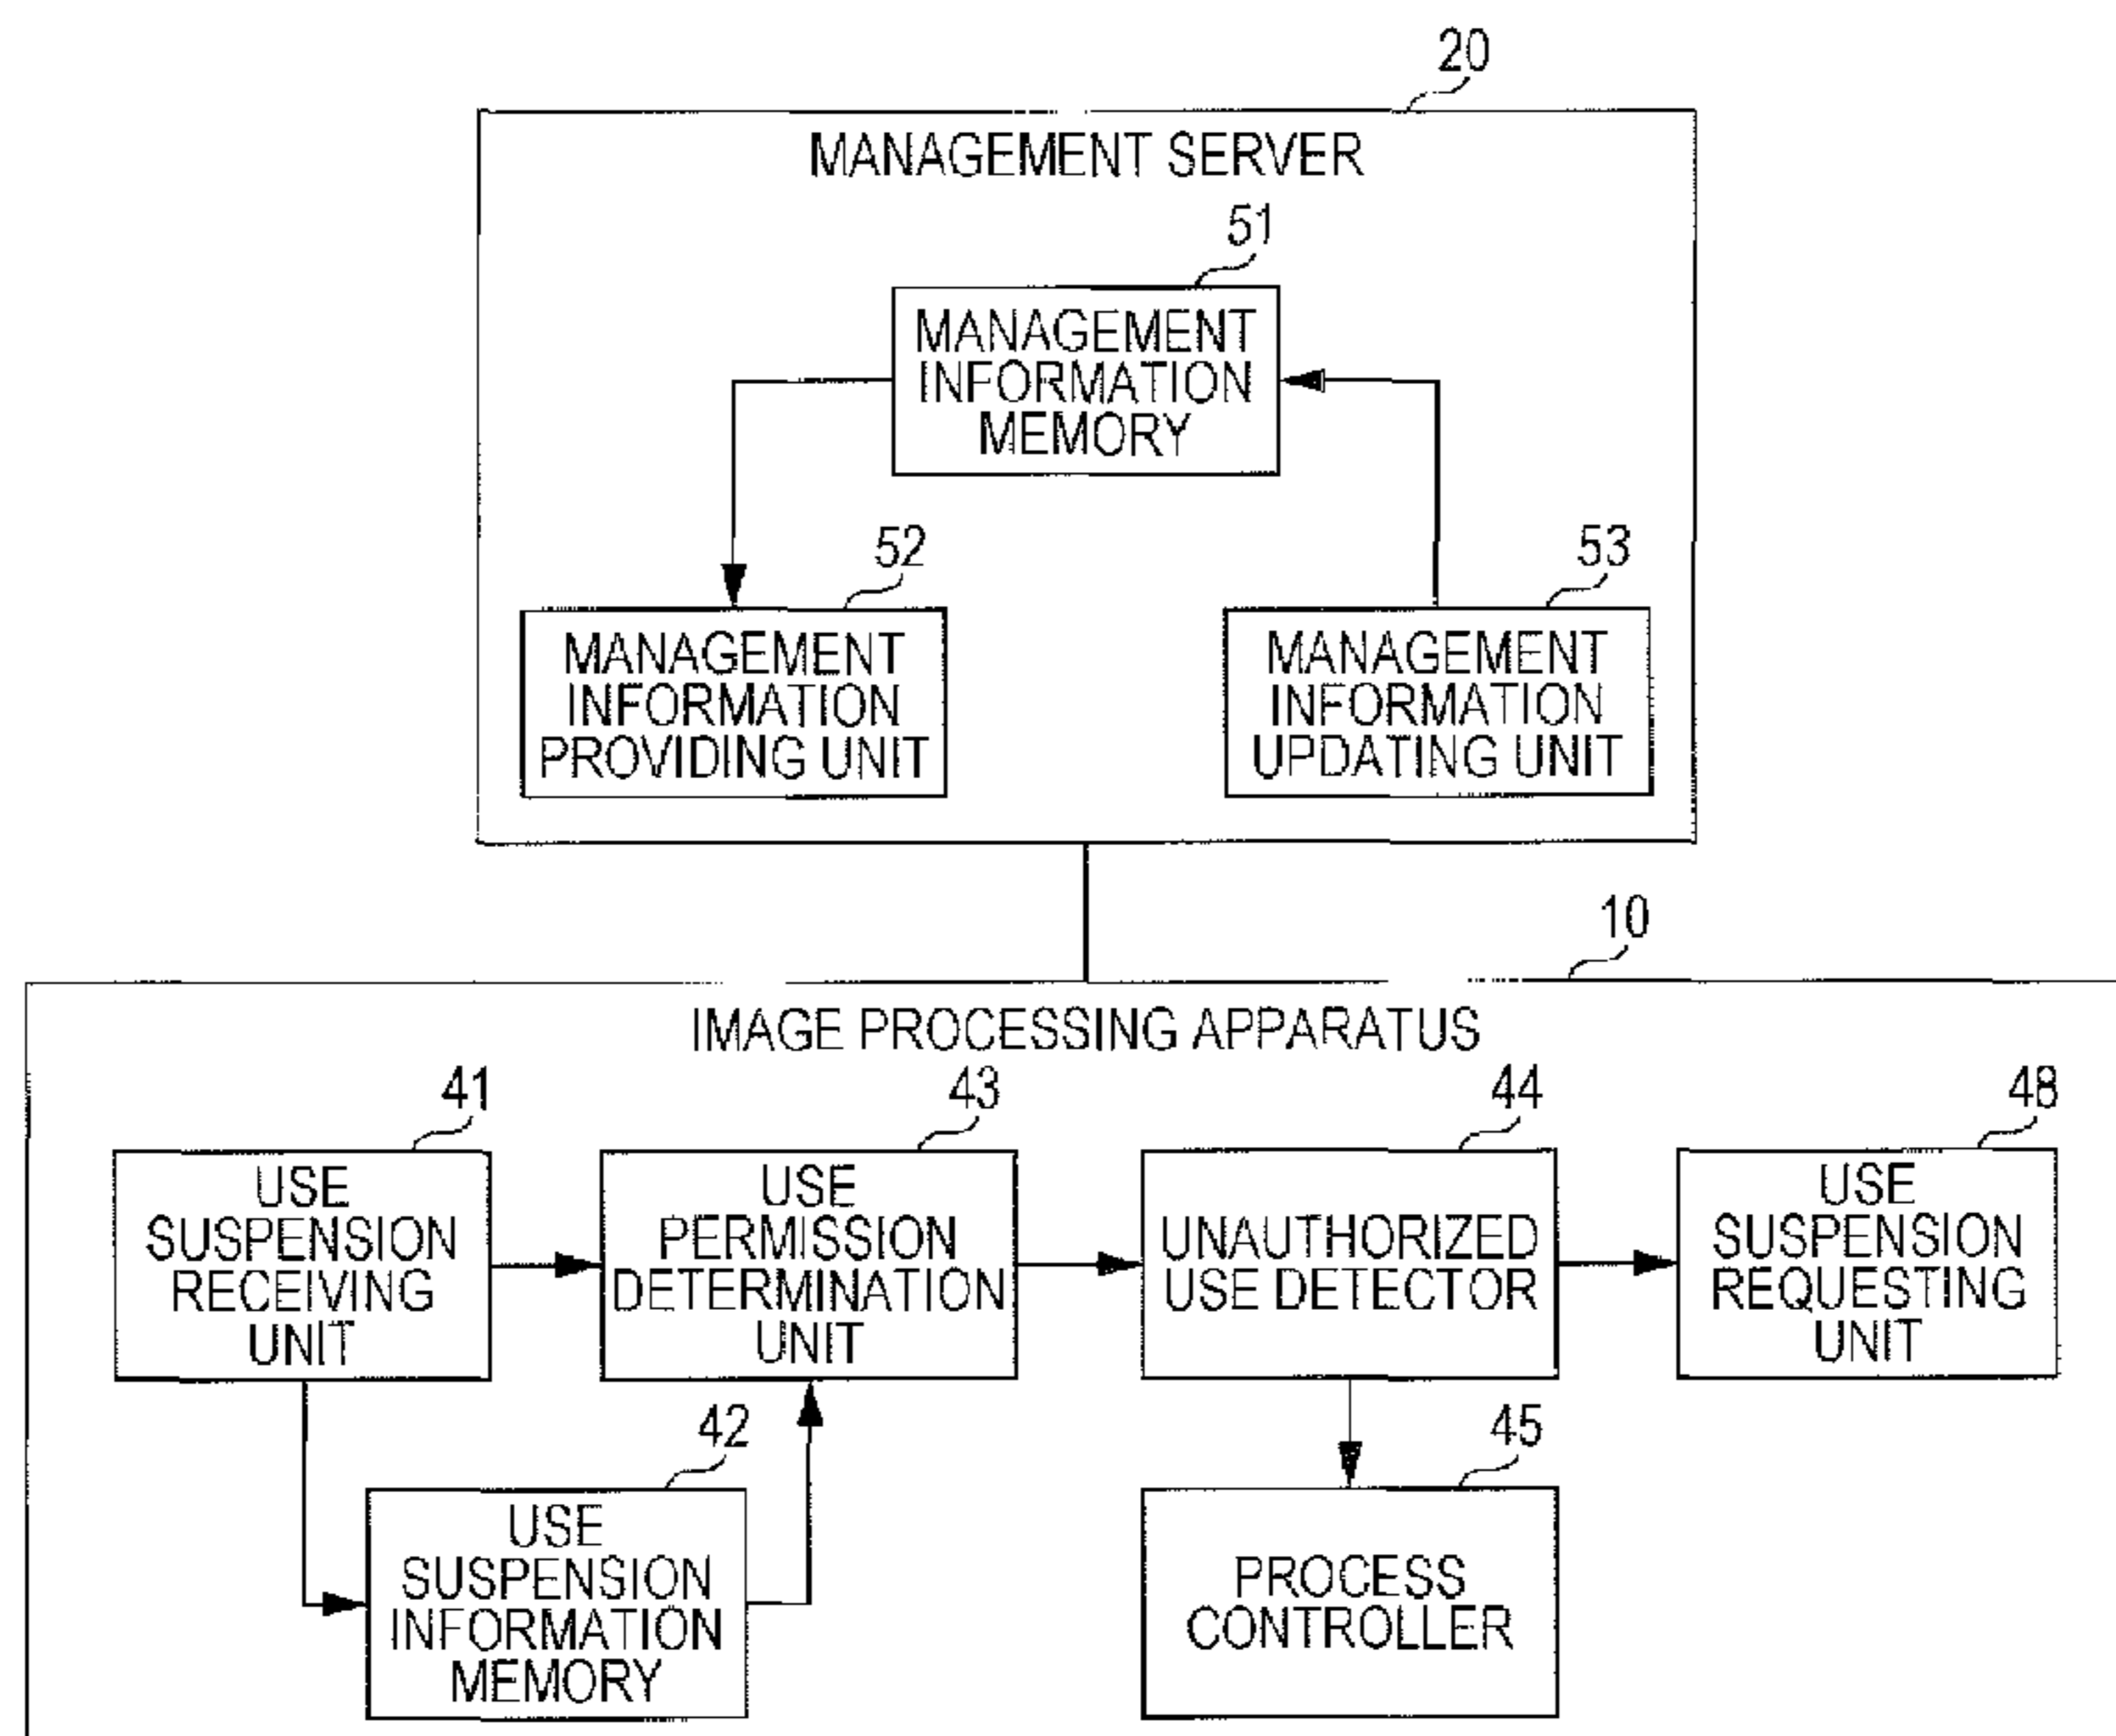 20
MANAGEMENT SERVER
51
MANAGEMENT
INFORMATION
MEMORY
52
MANAGEMENT
INFORMATION
PROVIDING UNIT
53
MANAGEMENT
INFORMATION
UPDATING UNIT
10
IMAGE PROCESSING APPARATUS
41
USE
SUSPENSION
RECEIVING
UNIT
43
USE
PERMISSION
DETERMINATION
UNIT
44
UNAUTHORIZED
USE DETECTOR
48
USE
SUSPENSION
REQUESTING
UNIT
42
USE
SUSPENSION
INFORMATION
MEMORY
45
PROCESS
CONTROLLER